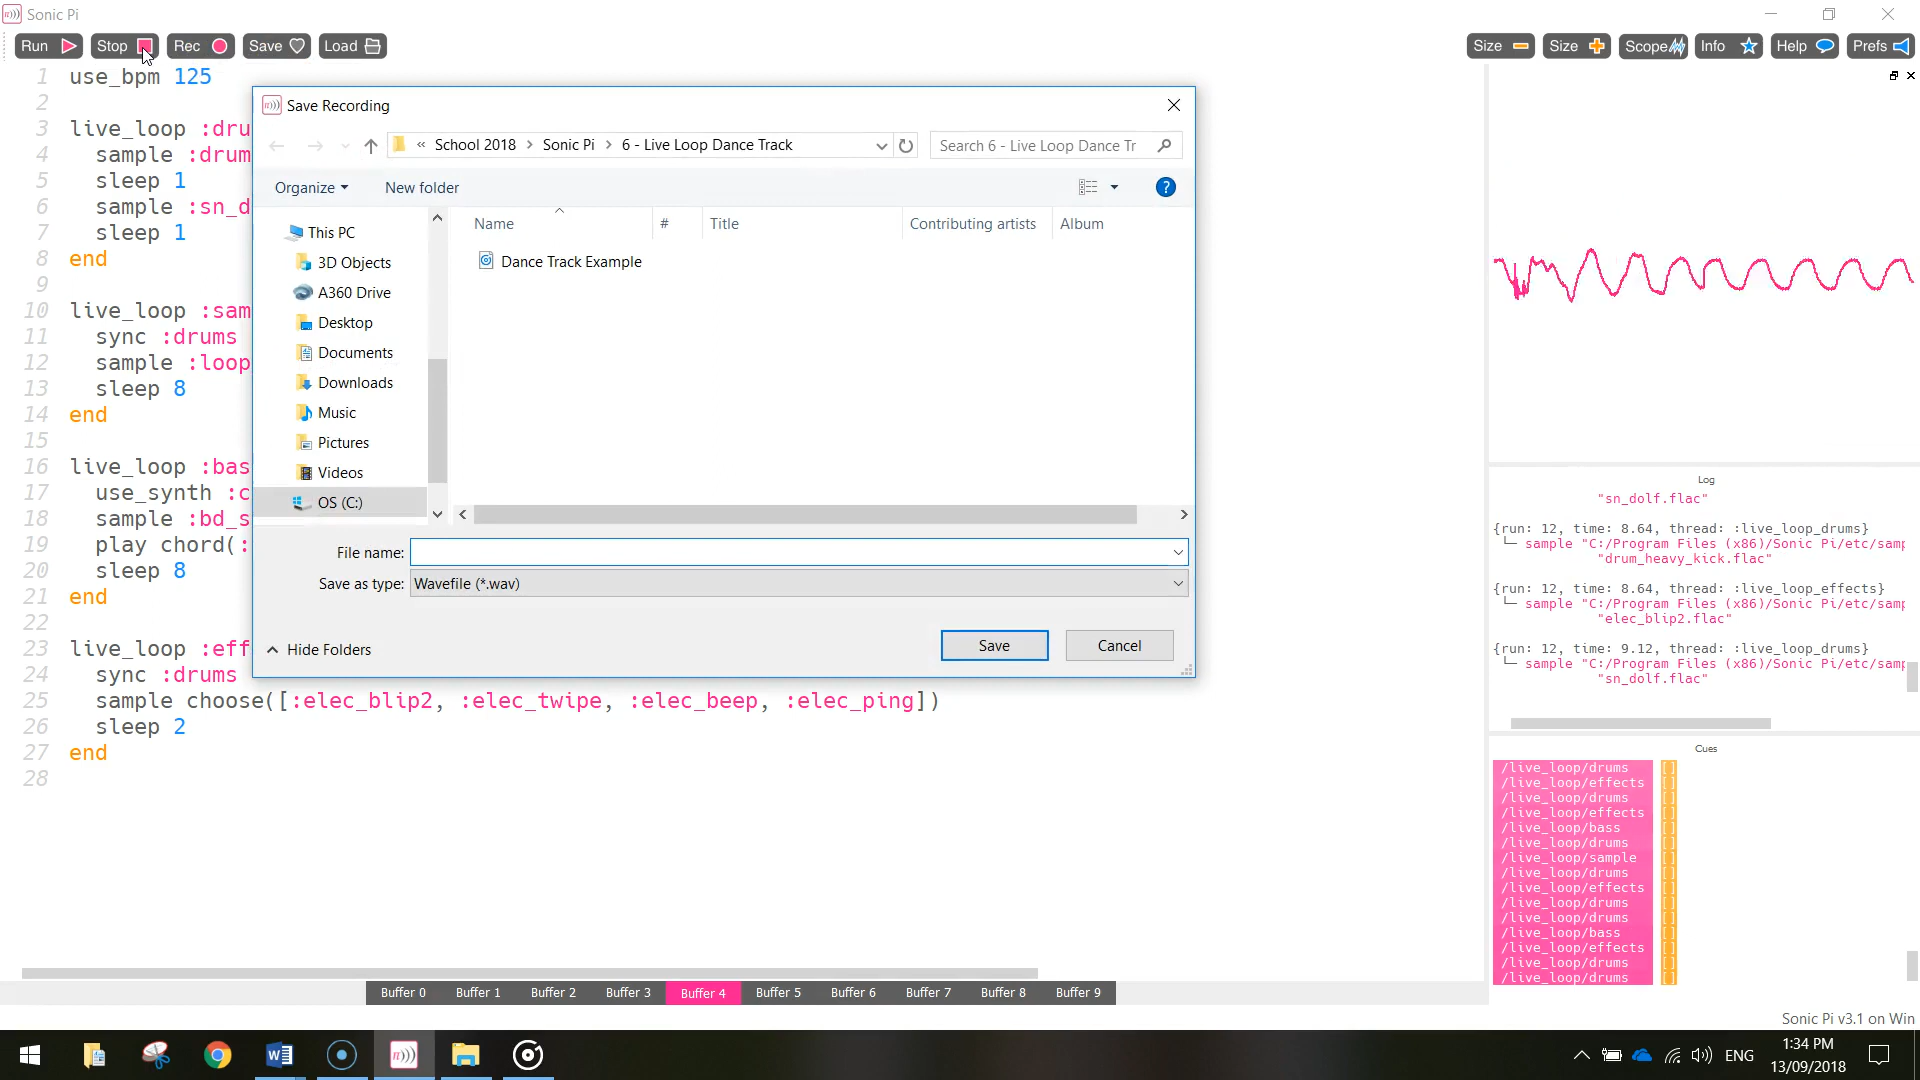 Sonic Pi
Run Stop Rec Save Load
Size Size Scope Info Help Prefs
1 use_bpm 125
2
3 live_loop :dru
4 sample :drum
5 sleep 1
6 sample :sn_d
7 sleep 1
8 end
9
10 live_loop :sam
11 sync :drums
12 sample :loop
13 sleep 8
14 end
15
16 live_loop :bas
17 use_synth :c
18 sample :bd_s
19 play chord(:
20 sleep 8
21 end
22
23 live_loop :eff
24 sync :drums
25 sample choose([:elec_blip2, :elec_twipe, :elec_beep, :elec_ping])
26 sleep 2
27 end
28
Save Recording
« School 2018 > Sonic Pi > 6 - Live Loop Dance Track
Search 6 - Live Loop Dance Tr
Organize New folder
?
This PC
3D Objects
A360 Drive
Desktop
Documents
Downloads
Music
Pictures
Videos
OS (C:)
Name # Title Contributing artists Album
Dance Track Example
File name:
Save as type: Wavefile (*.wav)
Hide Folders
Save Cancel
Log
"sn_dolf.flac"
{run: 12, time: 8.64, thread: :live_loop_drums}
└─ sample "C:/Program Files (x86)/Sonic Pi/etc/samp
"drum_heavy_kick.flac"
{run: 12, time: 8.64, thread: :live_loop_effects}
└─ sample "C:/Program Files (x86)/Sonic Pi/etc/samp
"elec_blip2.flac"
{run: 12, time: 9.12, thread: :live_loop_drums}
└─ sample "C:/Program Files (x86)/Sonic Pi/etc/samp
"sn_dolf.flac"
Cues
/live_loop/drums []
/live_loop/effects []
/live_loop/drums []
/live_loop/effects []
/live_loop/bass []
/live_loop/drums []
/live_loop/sample []
/live_loop/drums []
/live_loop/effects []
/live_loop/drums []
/live_loop/drums []
/live_loop/bass []
/live_loop/effects []
/live_loop/drums []
/live_loop/drums []
Buffer 0 Buffer 1 Buffer 2 Buffer 3 Buffer 4 Buffer 5 Buffer 6 Buffer 7 Buffer 8 Buffer 9
Sonic Pi v3.1 on Win
ENG
1:34 PM
13/09/2018